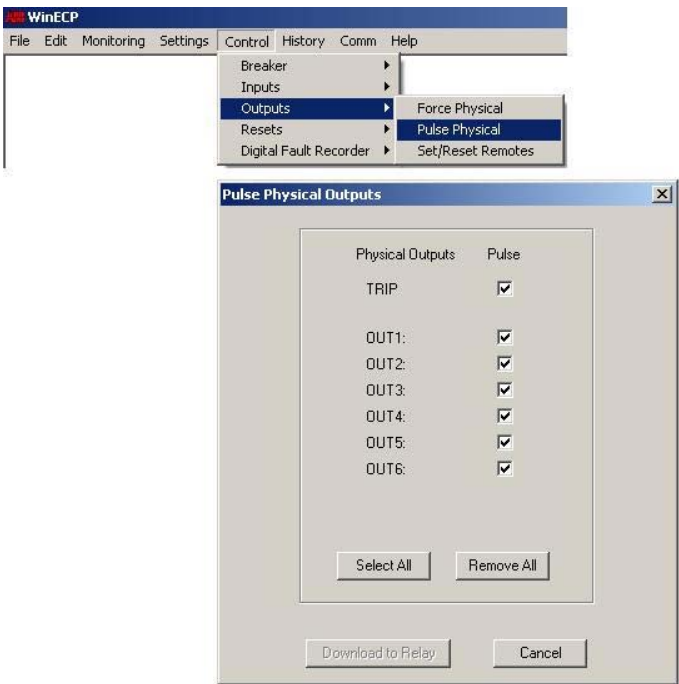 ABB WinECP
File Edit Monitoring Settings Control History Comm Help
Breaker
Inputs
Outputs
Resets
Digital Fault Recorder
Force Physical
Pulse Physical
Set/Reset Remotes
Pulse Physical Outputs
Physical Outputs Pulse
TRIP
OUT1:
OUT2:
OUT3:
OUT4:
OUT5:
OUT6:
Select All Remove All
Download to Relay Cancel